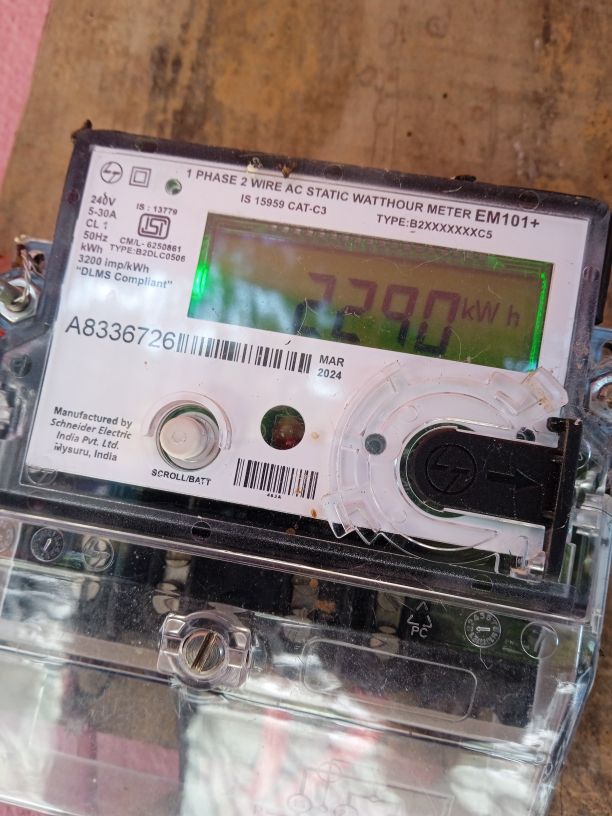 1 PHASE 2 WIRE AC STATIC WATTHOUR METER EM101+
IS 15959 CAT-C3
TYPE:B2XXXXXXXC5
240V
5-30A
CL 1
50Hz
kWh
3200 imp/kWh
"DLMS Compliant"
IS : 13779
ISI
CM/L- 6250861
TYPE:B2DLC0506
2290 kWh
A8336726
MAR
2024
Manufactured by
Schneider Electric
India Pvt. Ltd.
Mysuru, India
SCROLL/BATT
PC